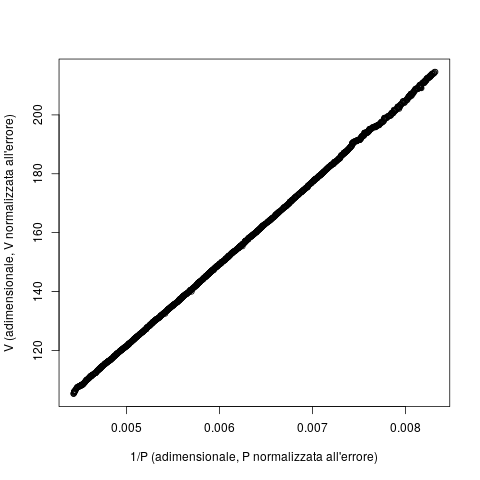 V (adimensionale, V normalizzata all'errore)
200
180
160
140
120
0.005 0.006 0.007 0.008
1/P (adimensionale, P normalizzata all'errore)